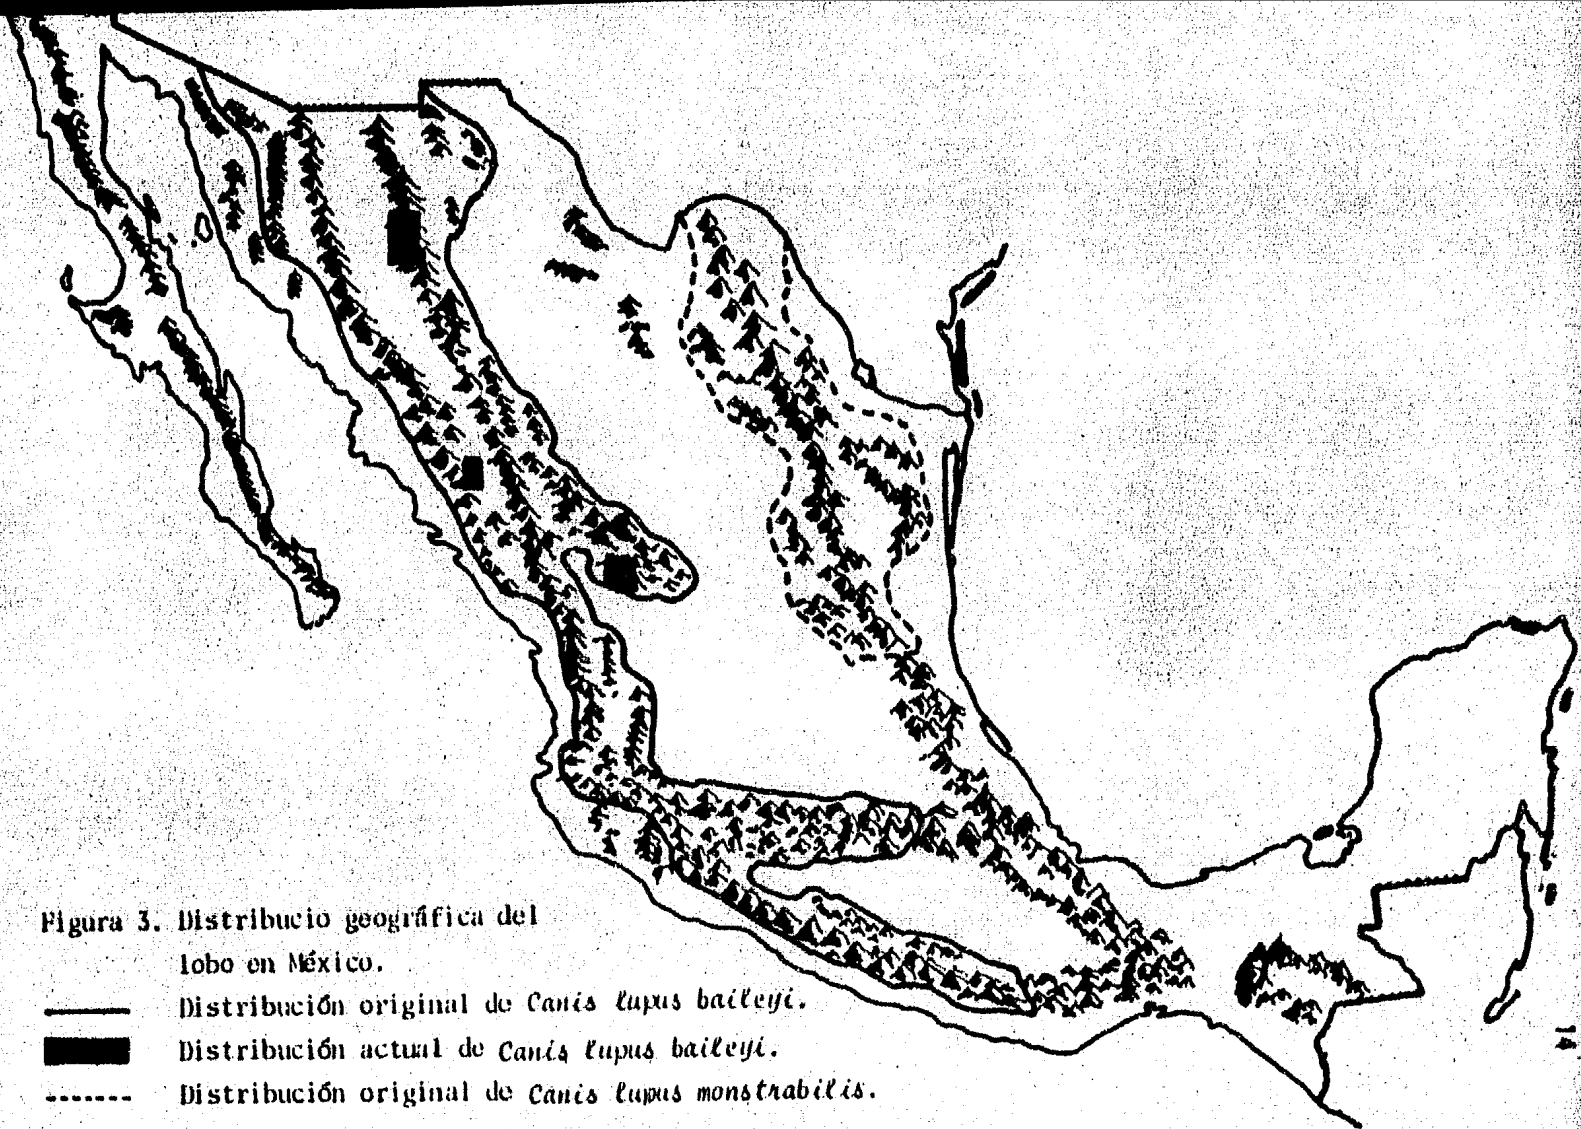 Figura 3. Distribucio geográfica del
lobo en México.
Distribución original de Canis lupus baileyi.
Distribución actual de Canis lupus baileyi.
Distribución original de Canis lupus monstrabilis.